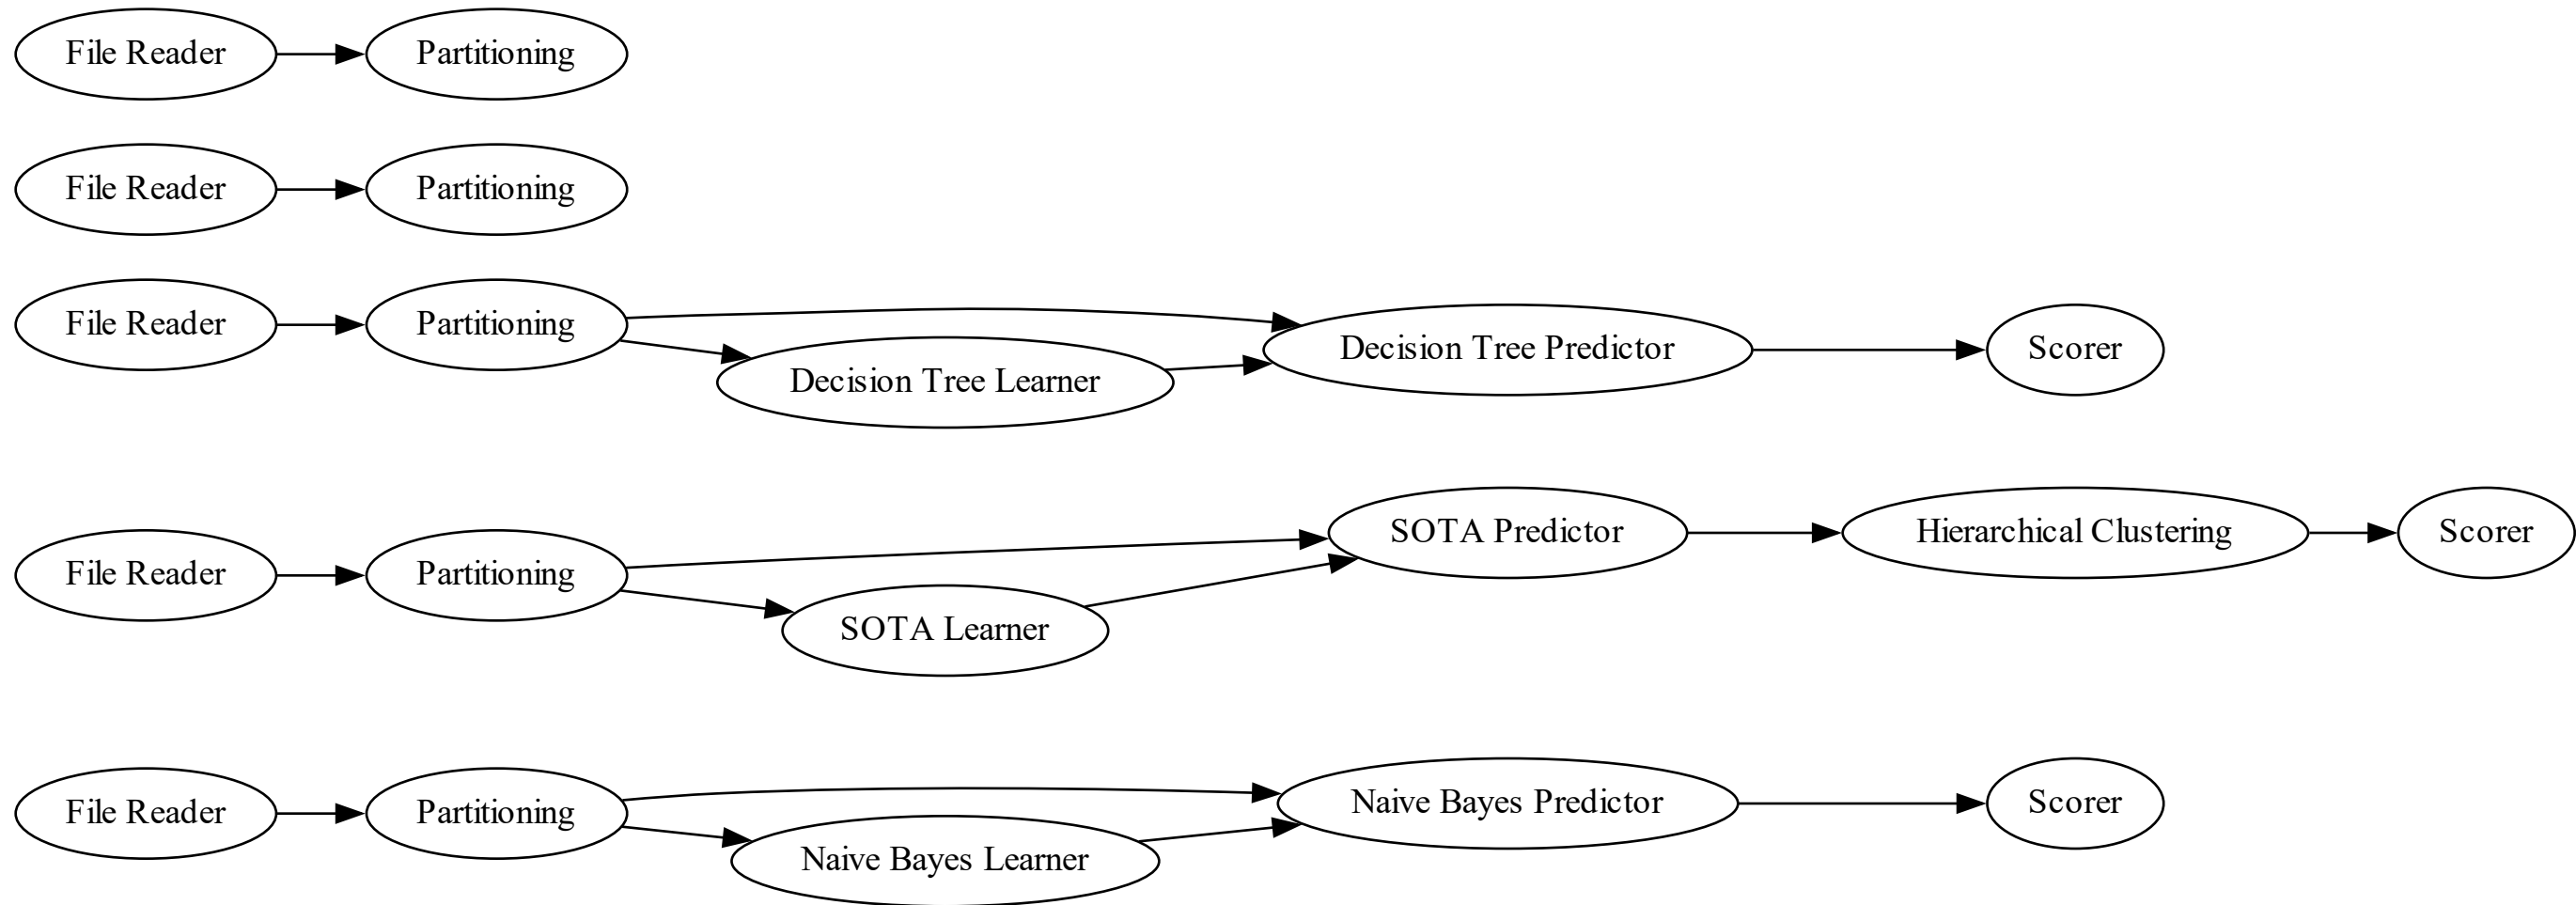 File Reader
Partitioning
File Reader
Partitioning
File Reader
Partitioning
Decision Tree Learner
Decision Tree Predictor
Scorer
File Reader
Partitioning
SOTA Learner
SOTA Predictor
Hierarchical Clustering
Scorer
File Reader
Partitioning
Naive Bayes Learner
Naive Bayes Predictor
Scorer